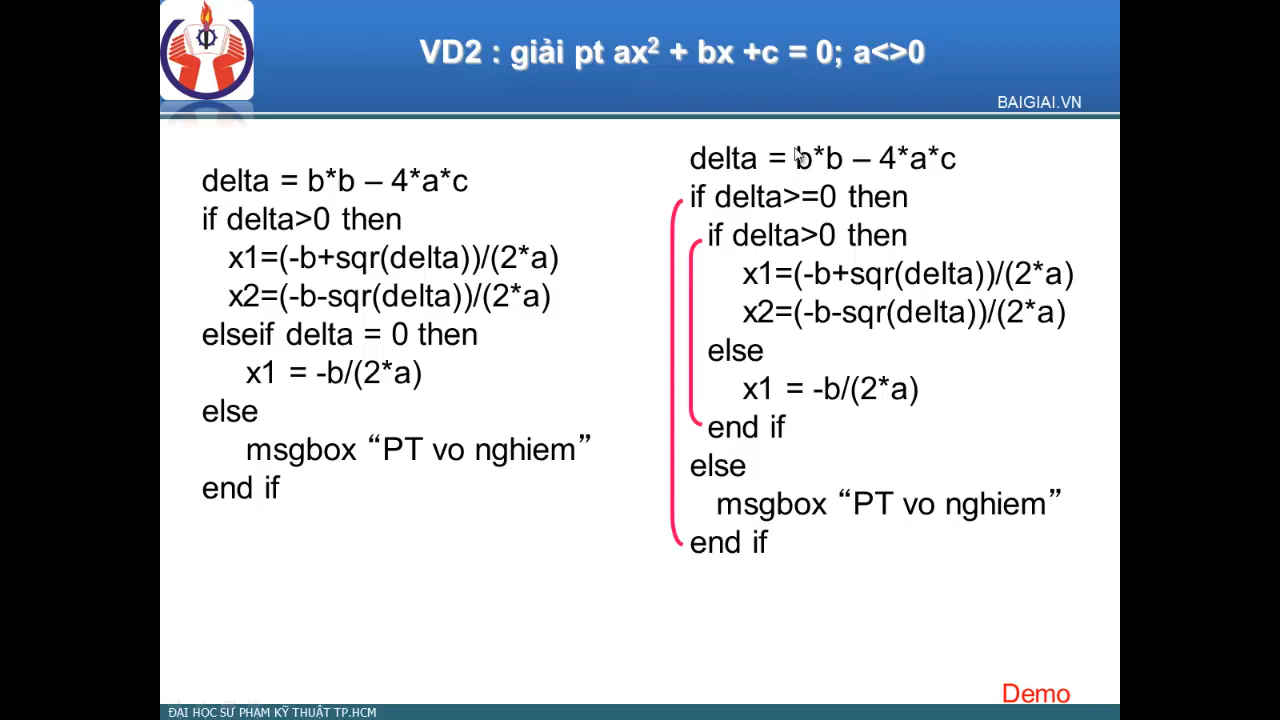 VD2 : giải pt ax² + bx +c = 0; a<>0
BAIGIAI.VN
delta = b*b – 4*a*c
if delta>0 then
x1=(-b+sqr(delta))/(2*a)
x2=(-b-sqr(delta))/(2*a)
elseif delta = 0 then
x1 = -b/(2*a)
else
msgbox “PT vo nghiem”
end if
delta = b*b – 4*a*c
if delta>=0 then
if delta>0 then
x1=(-b+sqr(delta))/(2*a)
x2=(-b-sqr(delta))/(2*a)
else
x1 = -b/(2*a)
end if
else
msgbox “PT vo nghiem”
end if
Demo
ĐẠI HỌC SƯ PHẠM KỸ THUẬT TP.HCM